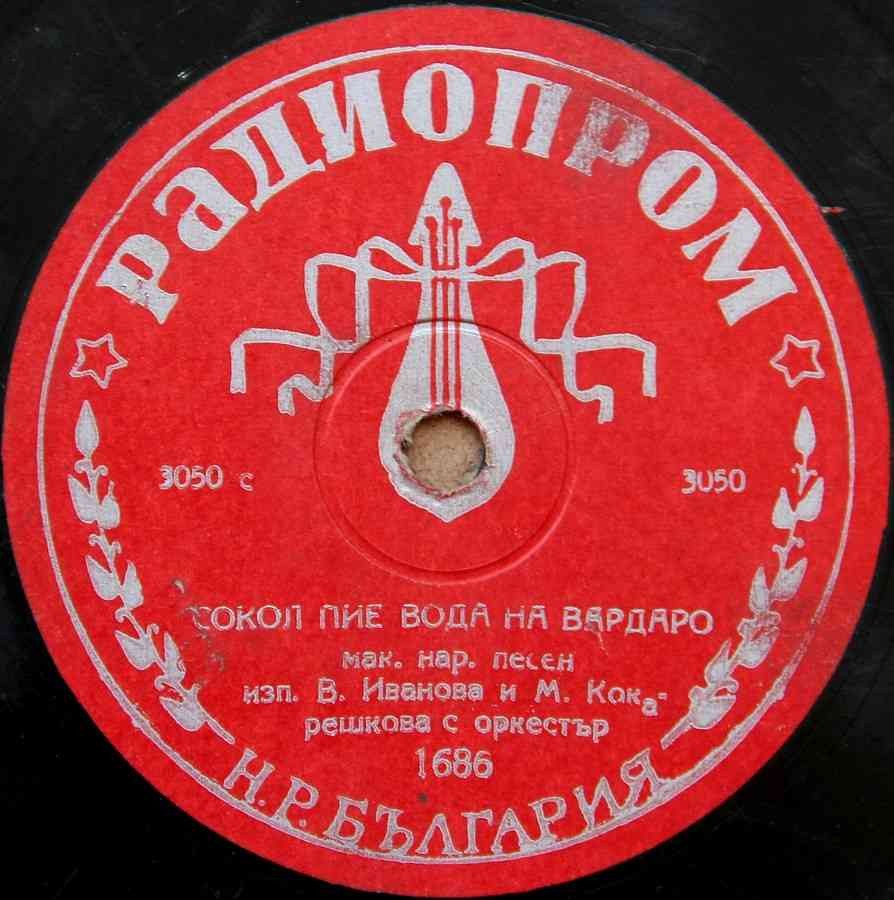 РАДИОПРОМ
3050 с
3050
СОКОЛ ПИЕ ВОДА НА ВАРДАРО
мак. нар. песен
изп. В. Иванова и М. Кока-
решкова с оркестър
1686
Н.Р.БЪЛГАРИЯ